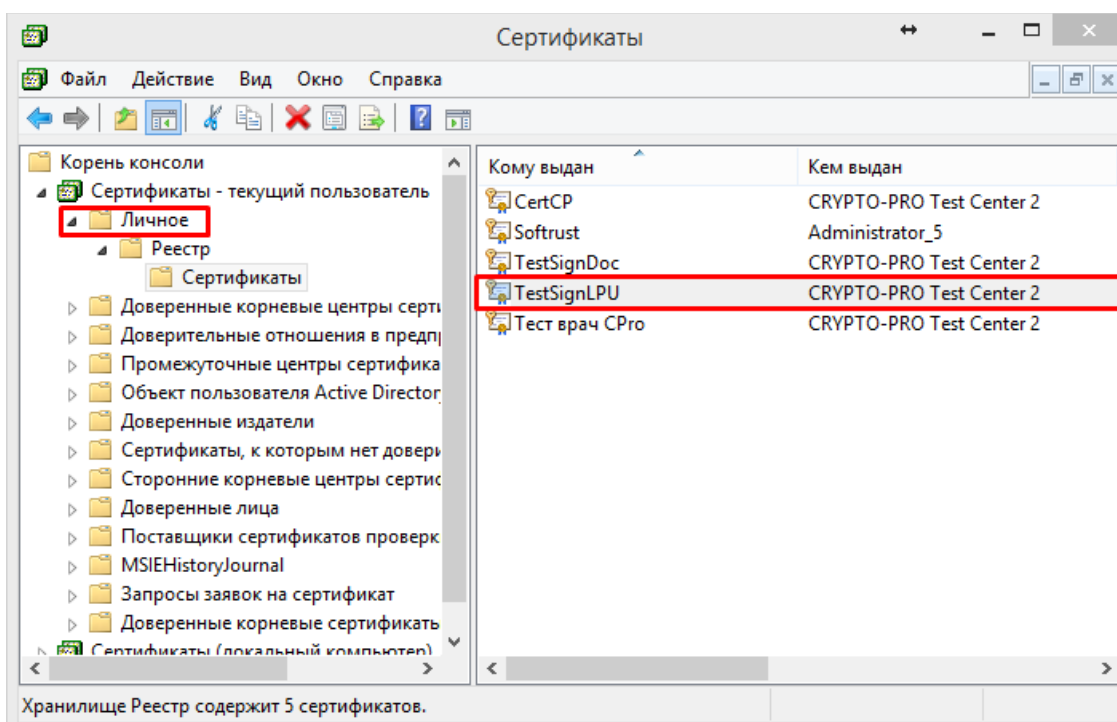 Сертификаты
Файл Действие Вид Окно Справка
Корень консоли
Сертификаты - текущий пользователь
Личное
Реестр
Сертификаты
Доверенные корневые центры серти
Доверительные отношения в предпр
Промежуточные центры сертифика
Объект пользователя Active Director
Доверенные издатели
Сертификаты, к которым нет довери
Сторонние корневые центры сертис
Доверенные лица
Поставщики сертификатов проверк
MSIEHistoryJournal
Запросы заявок на сертификат
Доверенные корневые сертификать
Сертификаты (локальный компьютер)
Кому выдан Кем выдан
CertCP CRYPTO-PRO Test Center 2
Softrust Administrator_5
TestSignDoc CRYPTO-PRO Test Center 2
TestSignLPU CRYPTO-PRO Test Center 2
Тест врач CPro CRYPTO-PRO Test Center 2
Хранилище Реестр содержит 5 сертификатов.